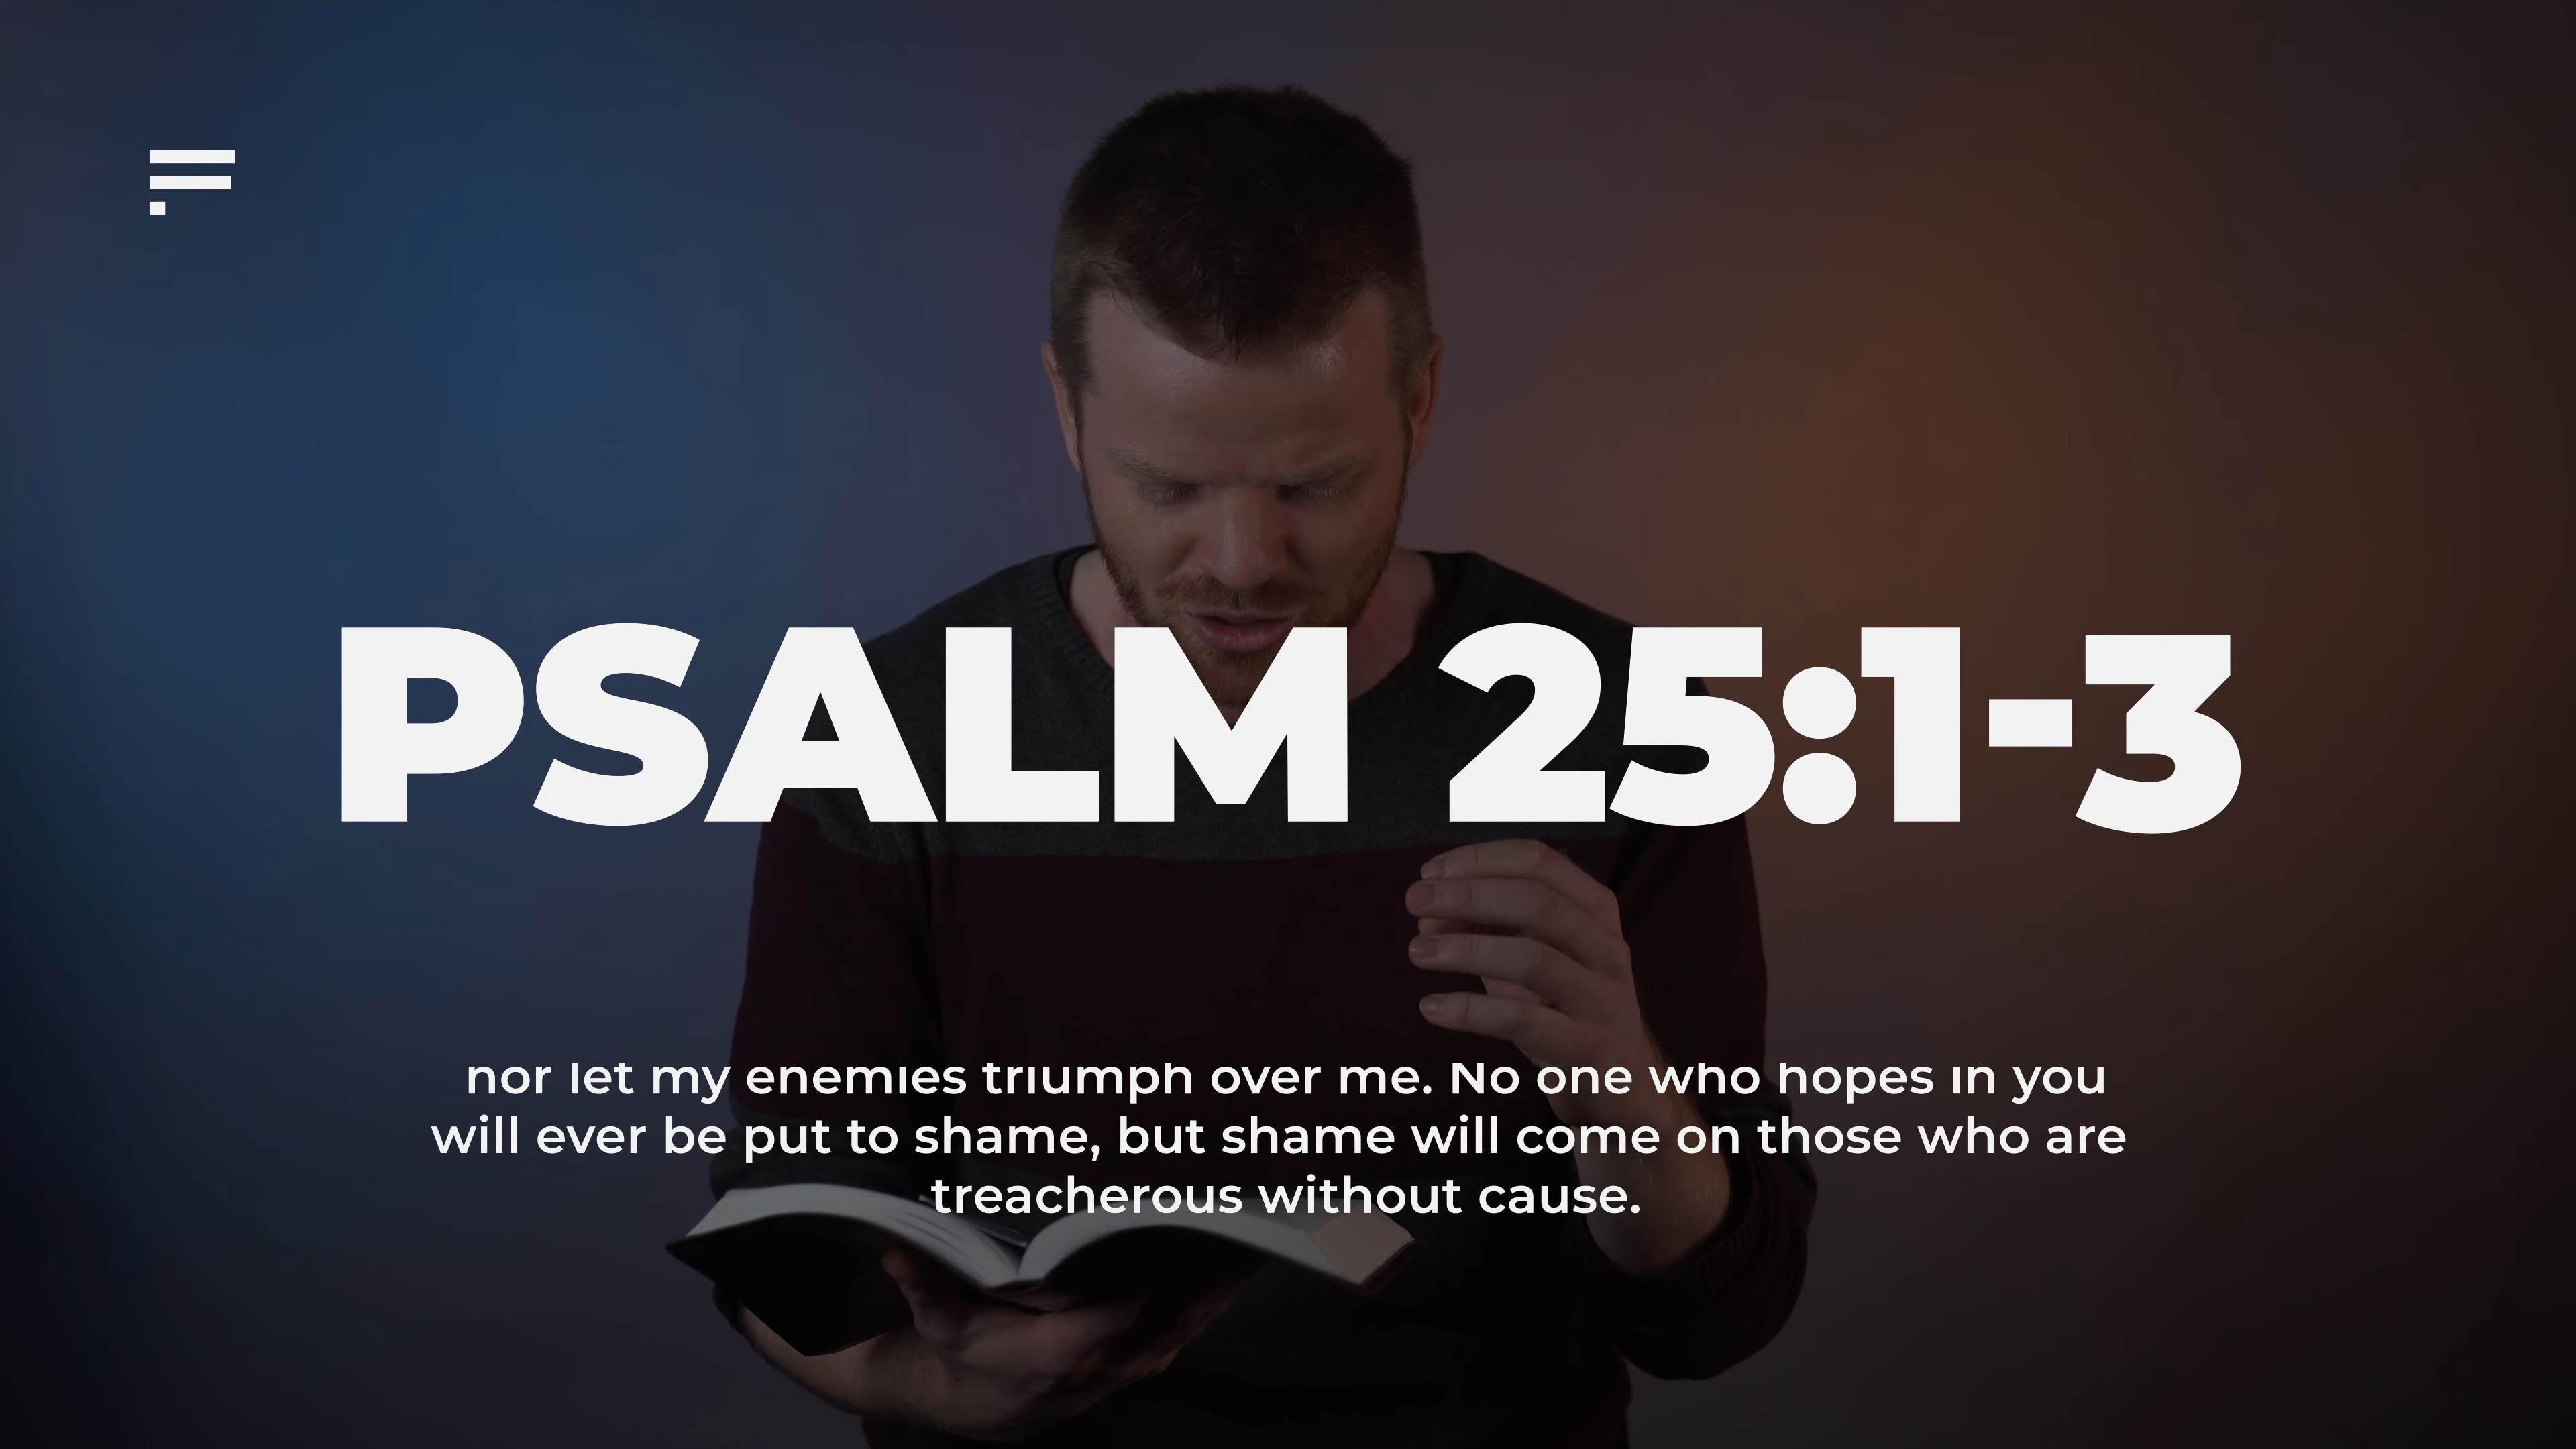 PSALM 25:1-3
nor let my enemies triumph over me. No one who hopes in you
will ever be put to shame, but shame will come on those who are
treacherous without cause.